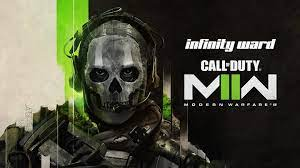 Infinity Ward
CALL OF DUTY
MWII
MODERN WARFARE II